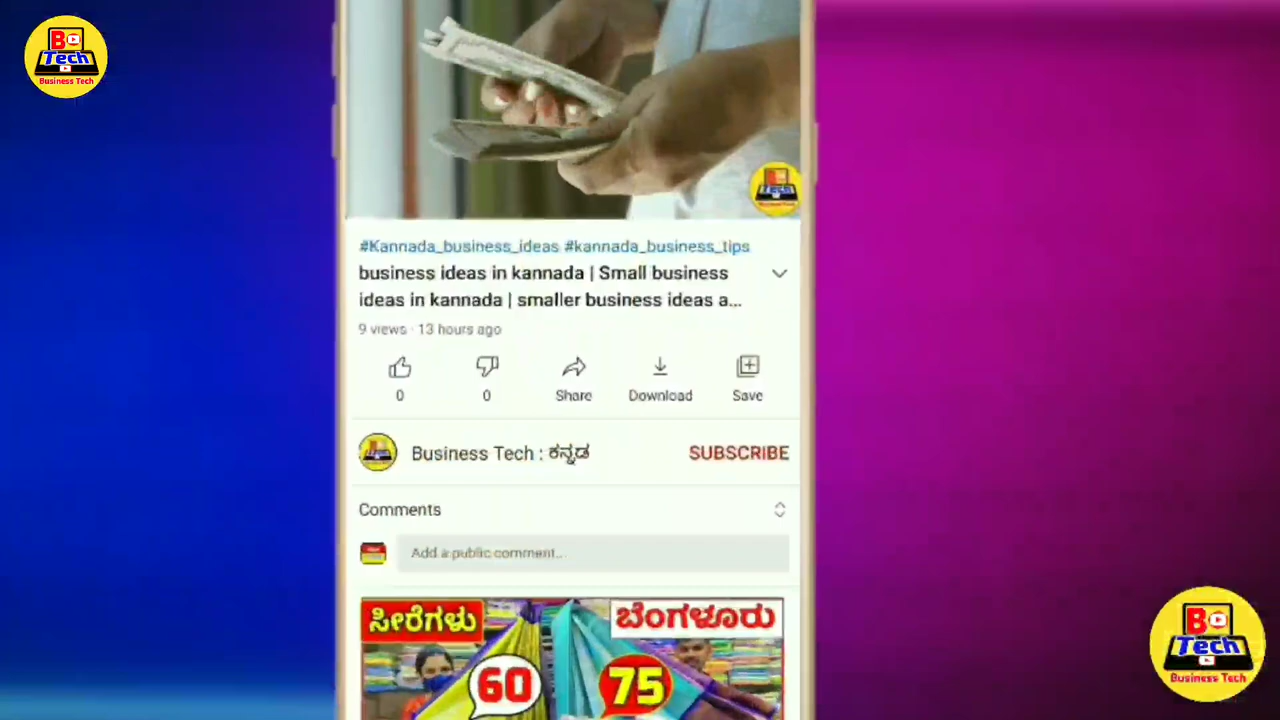 B
Tech
Business Tech
Tech
#Kannada_business_ideas #kannada_business_tips
business ideas in kannada | Small business
ideas in kannada | smaller business ideas a...
9 views · 13 hours ago
0
0
Share
Download
Save
Business Tech : ಕನ್ನಡ
SUBSCRIBE
Comments
Add a public comment...
ಸೀರೆಗಳು
ಬೆಂಗಳೂರು
60
75
B
Tech
Business Tech